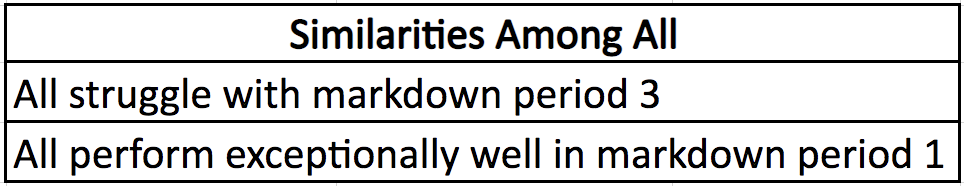 Similarities Among All
All struggle with markdown period 3
All perform exceptionally well in markdown period 1